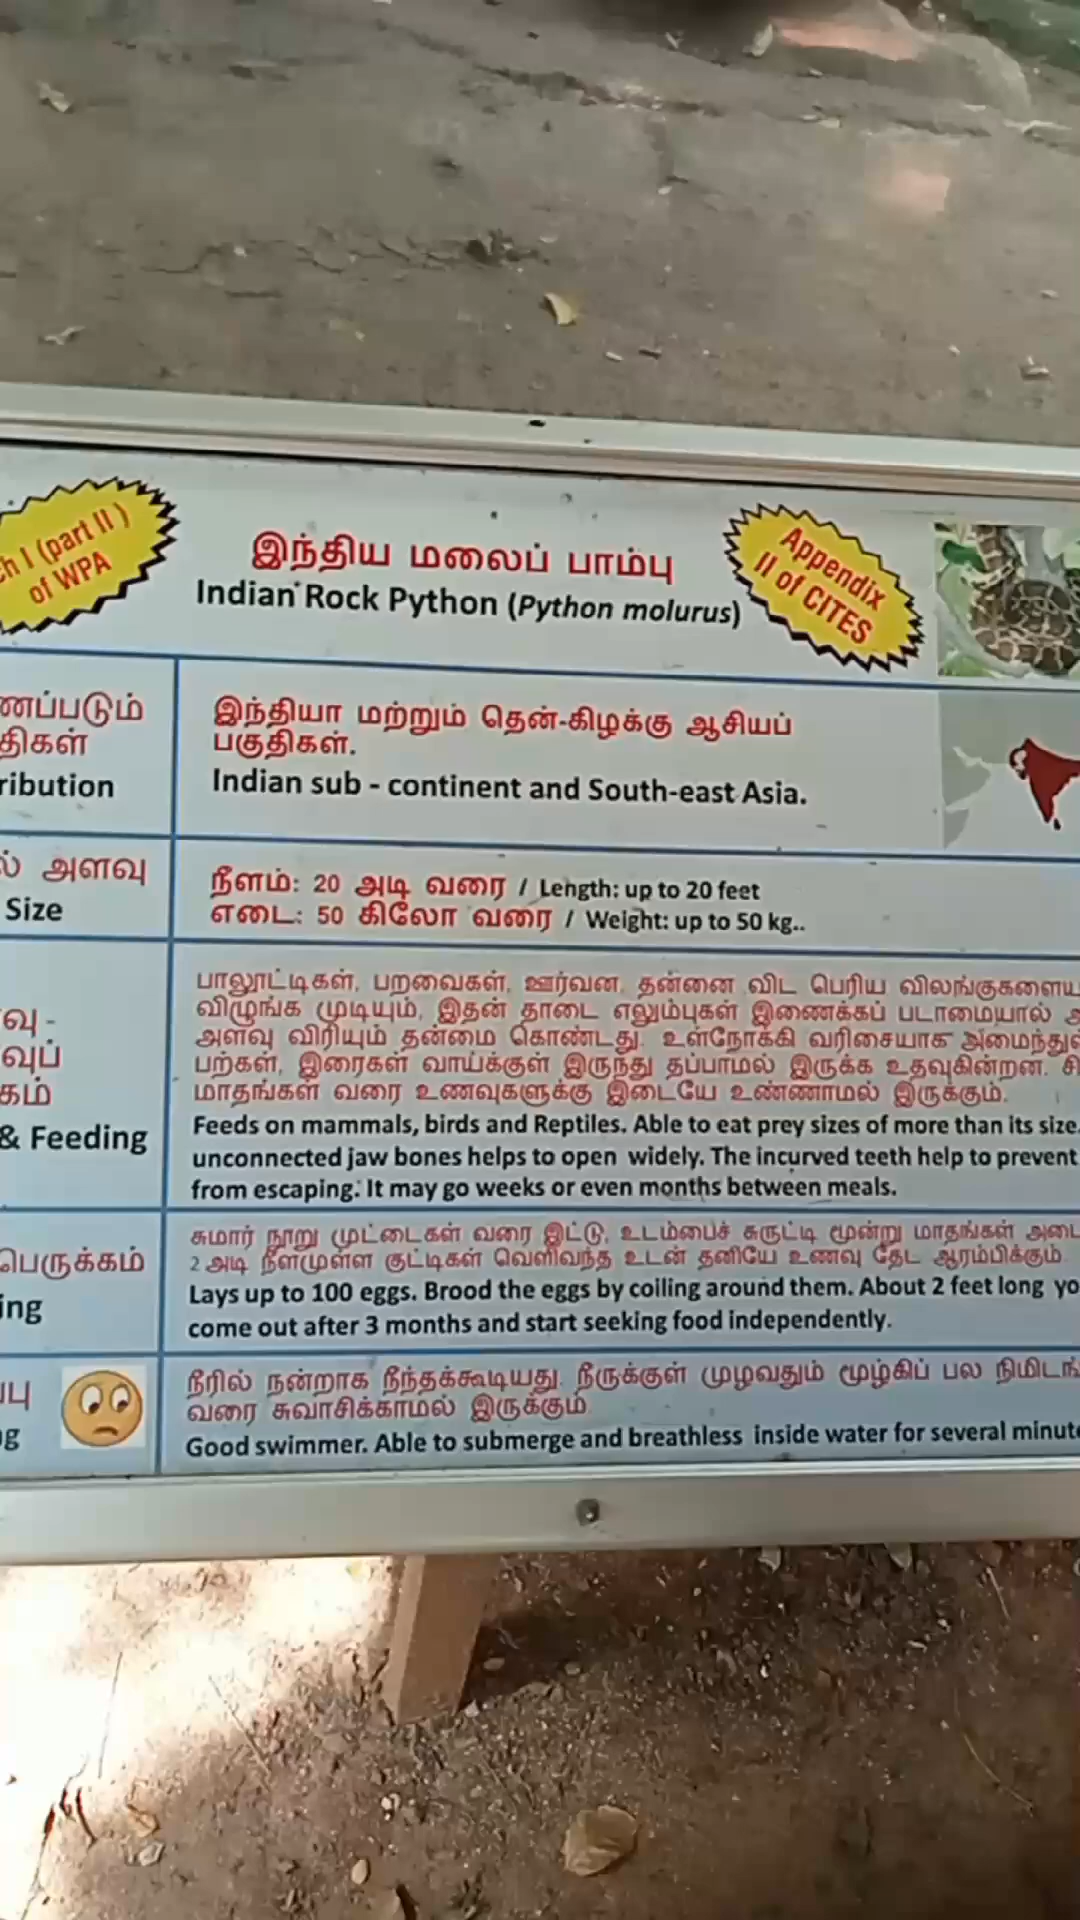 ch I (part II )
of WPA
இந்திய மலைப் பாம்பு
Indian Rock Python (Python molurus)
Appendix
II of CITES
ணப்படும்
திகள்
ribution
இந்தியா மற்றும் தென்-கிழக்கு ஆசியப்
பகுதிகள்.
Indian sub - continent and South-east Asia.
ல் அளவு
Size
நீளம்: 20 அடி வரை / Length: up to 20 feet
எடை: 50 கிலோ வரை / Weight: up to 50 kg..
வு -
வுப்
கம்
& Feeding
பாலூட்டிகள், பறவைகள், ஊர்வன, தன்னை விட பெரிய விலங்குகளைய
விழுங்க முடியும், இதன் தாடை எலும்புகள் இணைக்கப் படாமையால் அ
அளவு விரியும் தன்மை கொண்டது. உள்நோக்கி வரிசையாக அமைந்து
பற்கள், இரைகள் வாய்க்குள் இருந்து தப்பாமல் இருக்க உதவுகின்றன. சி
மாதங்கள் வரை உணவுகளுக்கு இடையே உண்ணாமல் இருக்கும்.
Feeds on mammals, birds and Reptiles. Able to eat prey sizes of more than its size.
unconnected jaw bones helps to open widely. The incurved teeth help to prevent
from escaping. It may go weeks or even months between meals.
பெருக்கம்
ing
சுமார் நூறு முட்டைகள் வரை இட்டு, உடம்பைச் சுருட்டி மூன்று மாதங்கள் அடை
2 அடி நீளமுள்ள குட்டிகள் வெளிவந்த உடன் தனியே உணவு தேட ஆரம்பிக்கும்.
Lays up to 100 eggs. Brood the eggs by coiling around them. About 2 feet long yo
come out after 3 months and start seeking food independently.
பு
g
நீரில் நன்றாக நீந்தக்கூடியது. நீருக்குள் முழவதும் மூழ்கிப் பல நிமிடங்
வரை சுவாசிக்காமல் இருக்கும்
Good swimmer. Able to submerge and breathless inside water for several minute